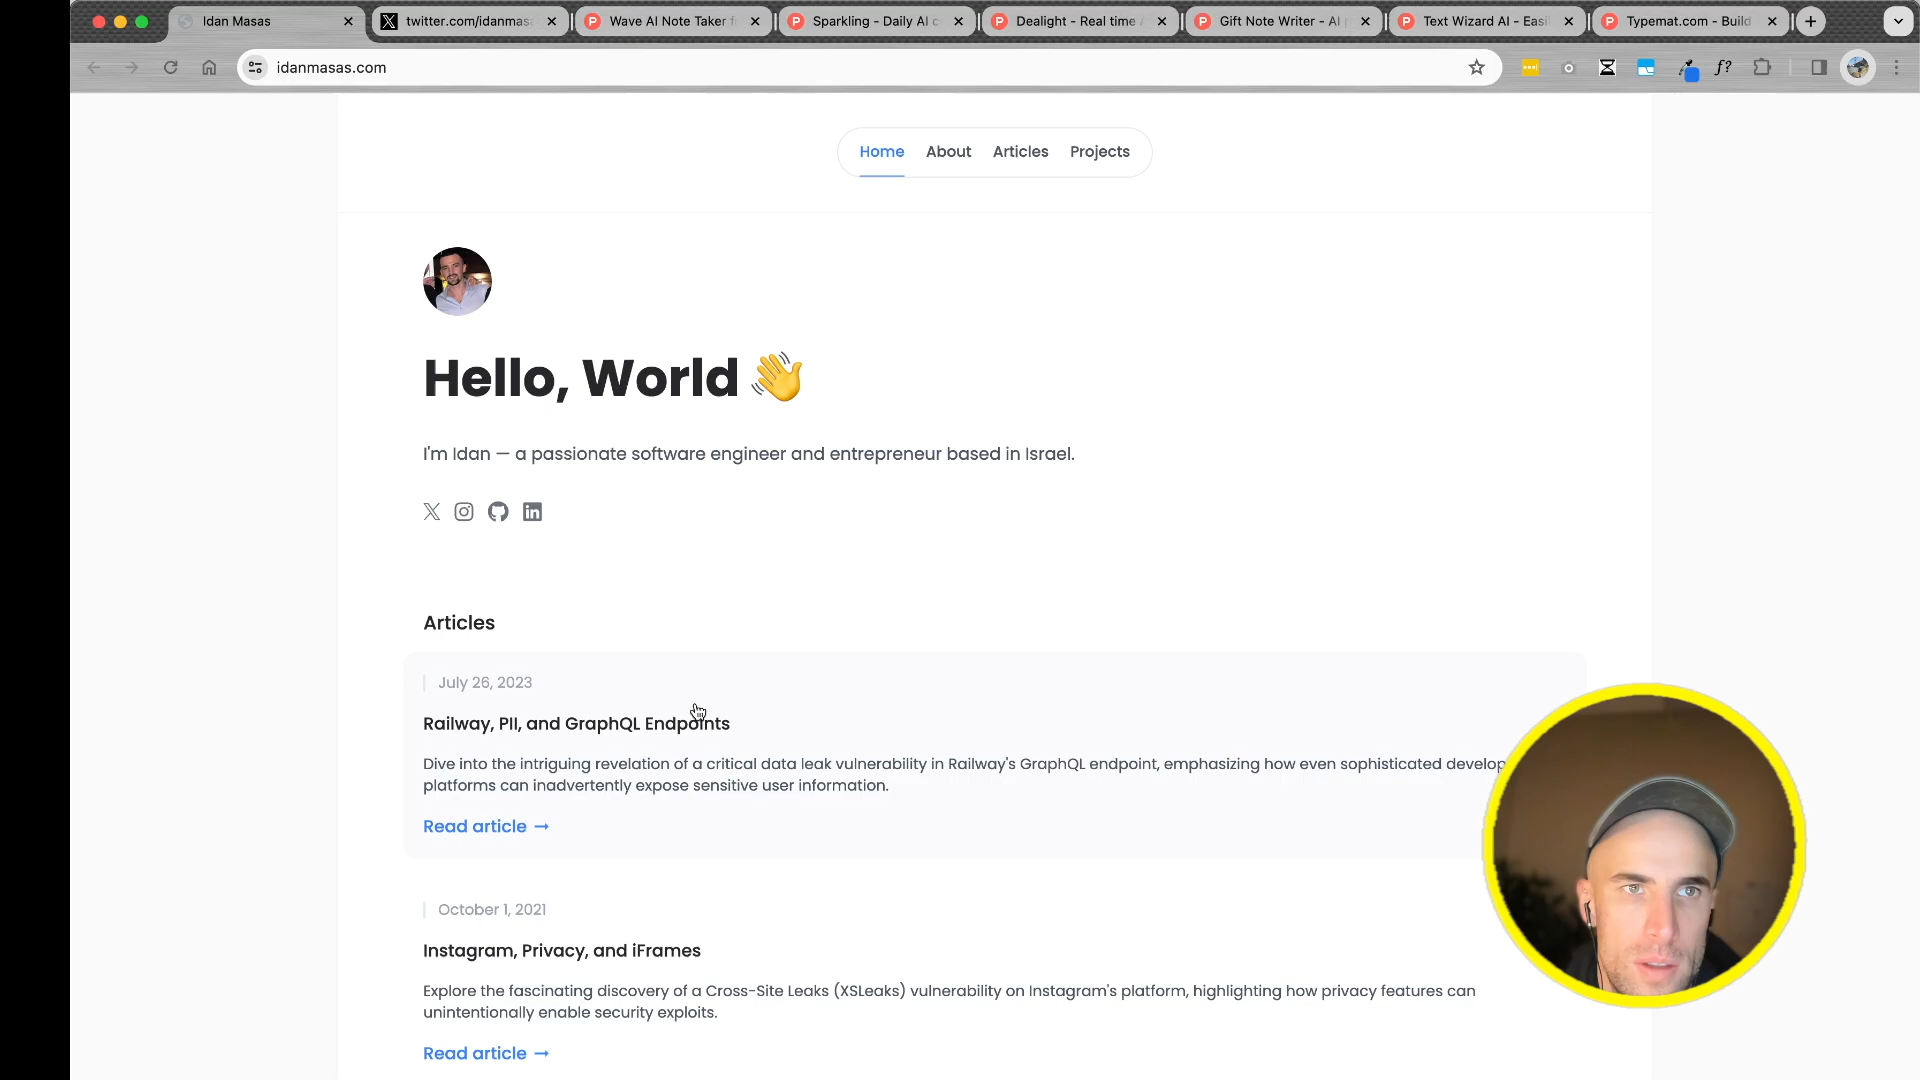 Idan Masas
twitter.com/idanmas
Wave AI Note Taker f
Sparkling - Daily AI c
Dealight - Real time
Gift Note Writer - AI
Text Wizard AI - Easi
Typemat.com - Build
idanmasas.com
f?
Home
About
Articles
Projects
Hello, World 👋
I'm Idan — a passionate software engineer and entrepreneur based in Israel.
Articles
July 26, 2023
Railway, PII, and GraphQL Endpoints
Dive into the intriguing revelation of a critical data leak vulnerability in Railway's GraphQL endpoint, emphasizing how even sophisticated develop
platforms can inadvertently expose sensitive user information.
Read article →
October 1, 2021
Instagram, Privacy, and iFrames
Explore the fascinating discovery of a Cross-Site Leaks (XSLeaks) vulnerability on Instagram's platform, highlighting how privacy features can
unintentionally enable security exploits.
Read article →